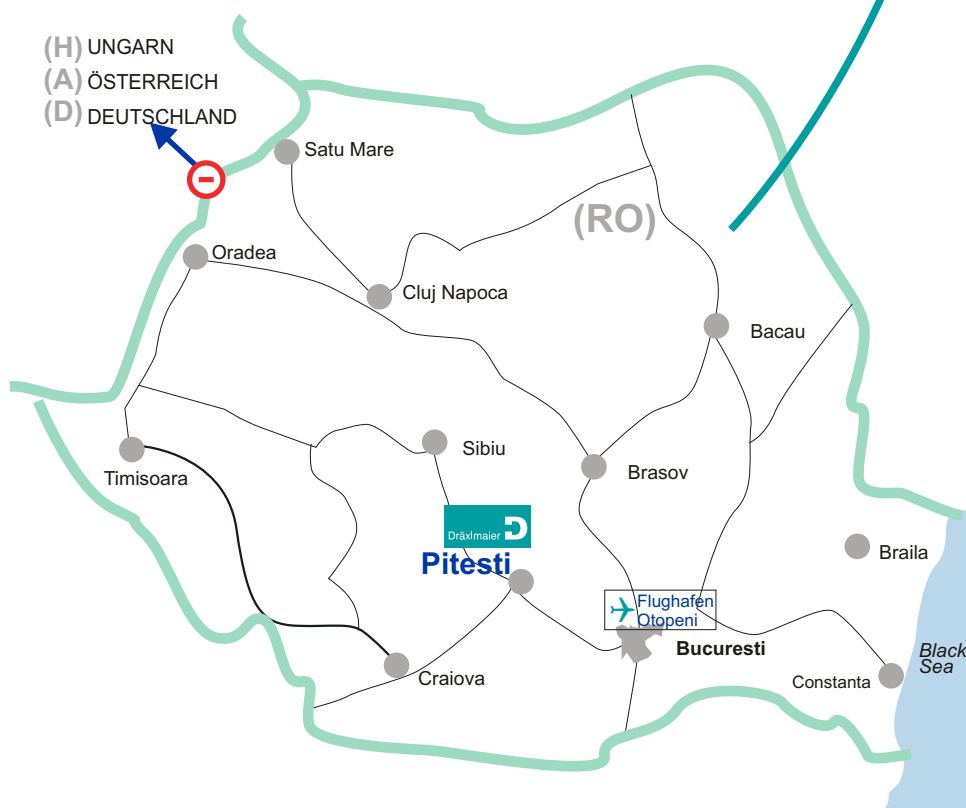 (H) UNGARN
(A) ÖSTERREICH
(D) DEUTSCHLAND
Satu Mare
(RO)
Oradea
Cluj Napoca
Bacau
Sibiu
Brasov
Timisoara
Dräxlmaier D
Braila
Pitesti
Flughafen
Otopeni
Bucuresti
Black
Sea
Craiova
Constanta